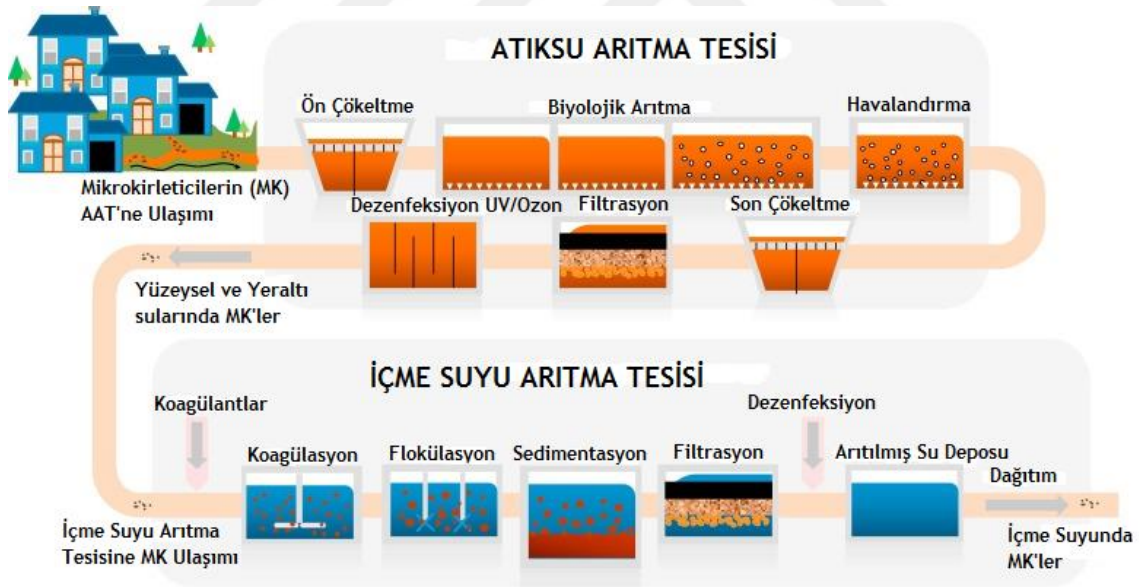 ATIKSU ARITMA TESİSİ
Ön Çökeltme
Biyolojik Arıtma
Havalandırma
Mikrokirleticilerin (MK)
AAT'ne Ulaşımı
Dezenfeksiyon UV/Ozon
Filtrasyon
Son Çökeltme
Yüzeysel ve Yeraltı
sularında MK'ler
İÇME SUYU ARITMA TESİSİ
Koagülantlar
Dezenfeksiyon
Koagülasyon
Flokülasyon
Sedimentasyon
Filtrasyon
Arıtılmış Su Deposu
Dağıtım
İçme Suyu Arıtma
Tesisine MK Ulaşımı
İçme Suyunda
MK'ler